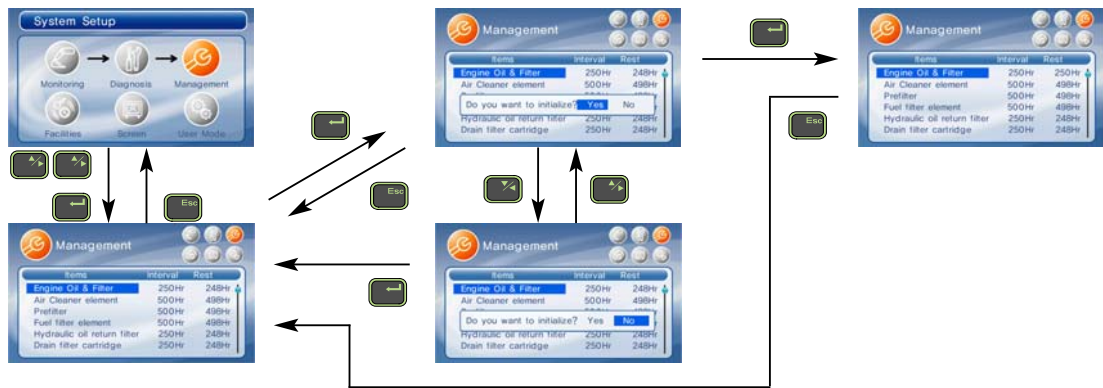 System Setup
Monitoring Diagnosis Management
Facilities Screen User Mode
Esc
Management
Items Interval Rest
Engine Oil & Filter 250Hr 248Hr
Air Cleaner element 500Hr 498Hr
Prefilter 500Hr 498Hr
Fuel filter element 500Hr 498Hr
Hydraulic oil return filter 250Hr 248Hr
Drain filter cartridge 250Hr 248Hr
Esc
Management
Items Interval Rest
Engine Oil & Filter 250Hr 248Hr
Air Cleaner element 500Hr 498Hr
Do you want to initialize? Yes No
Hydraulic oil return filter 250Hr 248Hr
Drain filter cartridge 250Hr 248Hr
Management
Items Interval Rest
Engine Oil & Filter 250Hr 248Hr
Air Cleaner element 500Hr 498Hr
Do you want to initialize? Yes No
Hydraulic oil return filter 250Hr 248Hr
Drain filter cartridge 250Hr 248Hr
Esc
Management
Items Interval Rest
Engine Oil & Filter 250Hr 250Hr
Air Cleaner element 500Hr 498Hr
Prefilter 500Hr 498Hr
Fuel filter element 500Hr 498Hr
Hydraulic oil return filter 250Hr 248Hr
Drain filter cartridge 250Hr 248Hr